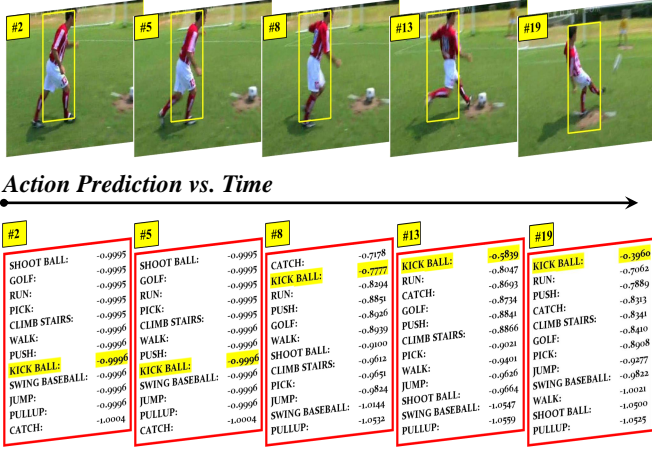 #2
#5
#8
#13
#19
Action Prediction vs. Time
#2
SHOOT BALL: -0.9995
GOLF: -0.9995
RUN: -0.9995
PICK: -0.9995
CLIMB STAIRS: -0.9995
WALK: -0.9996
PUSH: -0.9996
KICK BALL: -0.9996
SWING BASEBALL: -0.9996
JUMP: -0.9996
PULLUP: -0.9996
CATCH: -1.0004
#5
SHOOT BALL: -0.9995
GOLF: -0.9995
RUN: -0.9995
PICK: -0.9995
CLIMB STAIRS: -0.9995
WALK: -0.9996
PUSH: -0.9996
KICK BALL: -0.9996
SWING BASEBALL: -0.9996
JUMP: -0.9996
PULLUP: -0.9996
CATCH: -1.0004
#8
CATCH: -0.7178
KICK BALL: -0.7777
RUN: -0.8294
PUSH: -0.8851
GOLF: -0.8926
WALK: -0.8939
SHOOT BALL: -0.9100
CLIMB STAIRS: -0.9612
PICK: -0.9651
JUMP: -0.9824
SWING BASEBALL: -1.0144
PULLUP: -1.0532
#13
KICK BALL: -0.5839
RUN: -0.8047
CATCH: -0.8693
GOLF: -0.8734
PUSH: -0.8841
CLIMB STAIRS: -0.8866
PICK: -0.9021
WALK: -0.9401
JUMP: -0.9626
SHOOT BALL: -0.9664
SWING BASEBALL: -1.0547
PULLUP: -1.0559
#19
KICK BALL: -0.3960
RUN: -0.7062
PUSH: -0.7889
CATCH: -0.8313
CLIMB STAIRS: -0.8341
GOLF: -0.8410
PICK: -0.8908
JUMP: -0.9277
SWING BASEBALL: -0.9822
WALK: -1.0021
SHOOT BALL: -1.0500
PULLUP: -1.0525